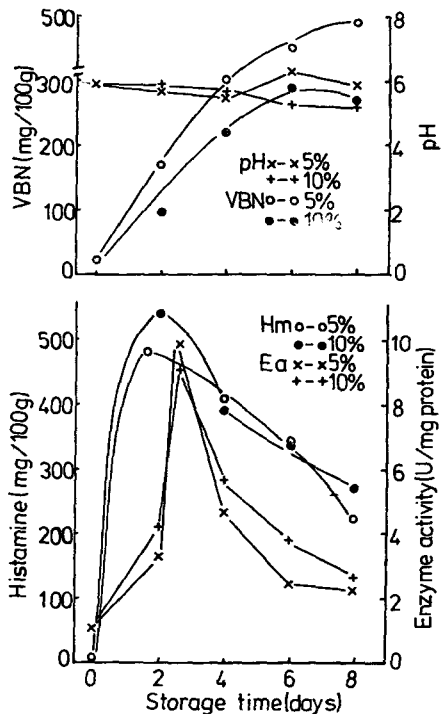 500
300
200
100
0
VBN(mg/100g)
8
6
4
2
0
pH
pH x-x 5%
+-+ 10%
VBN o-o 5%
●-● 10%
500
400
300
200
100
0
Histamine(mg/100g)
Hm o-o 5%
●-● 10%
Ea x-x 5%
+-+ 10%
10
8
6
4
2
0
Enzyme activity(U/mg protein)
0 2 4 6 8
Storage time(days)